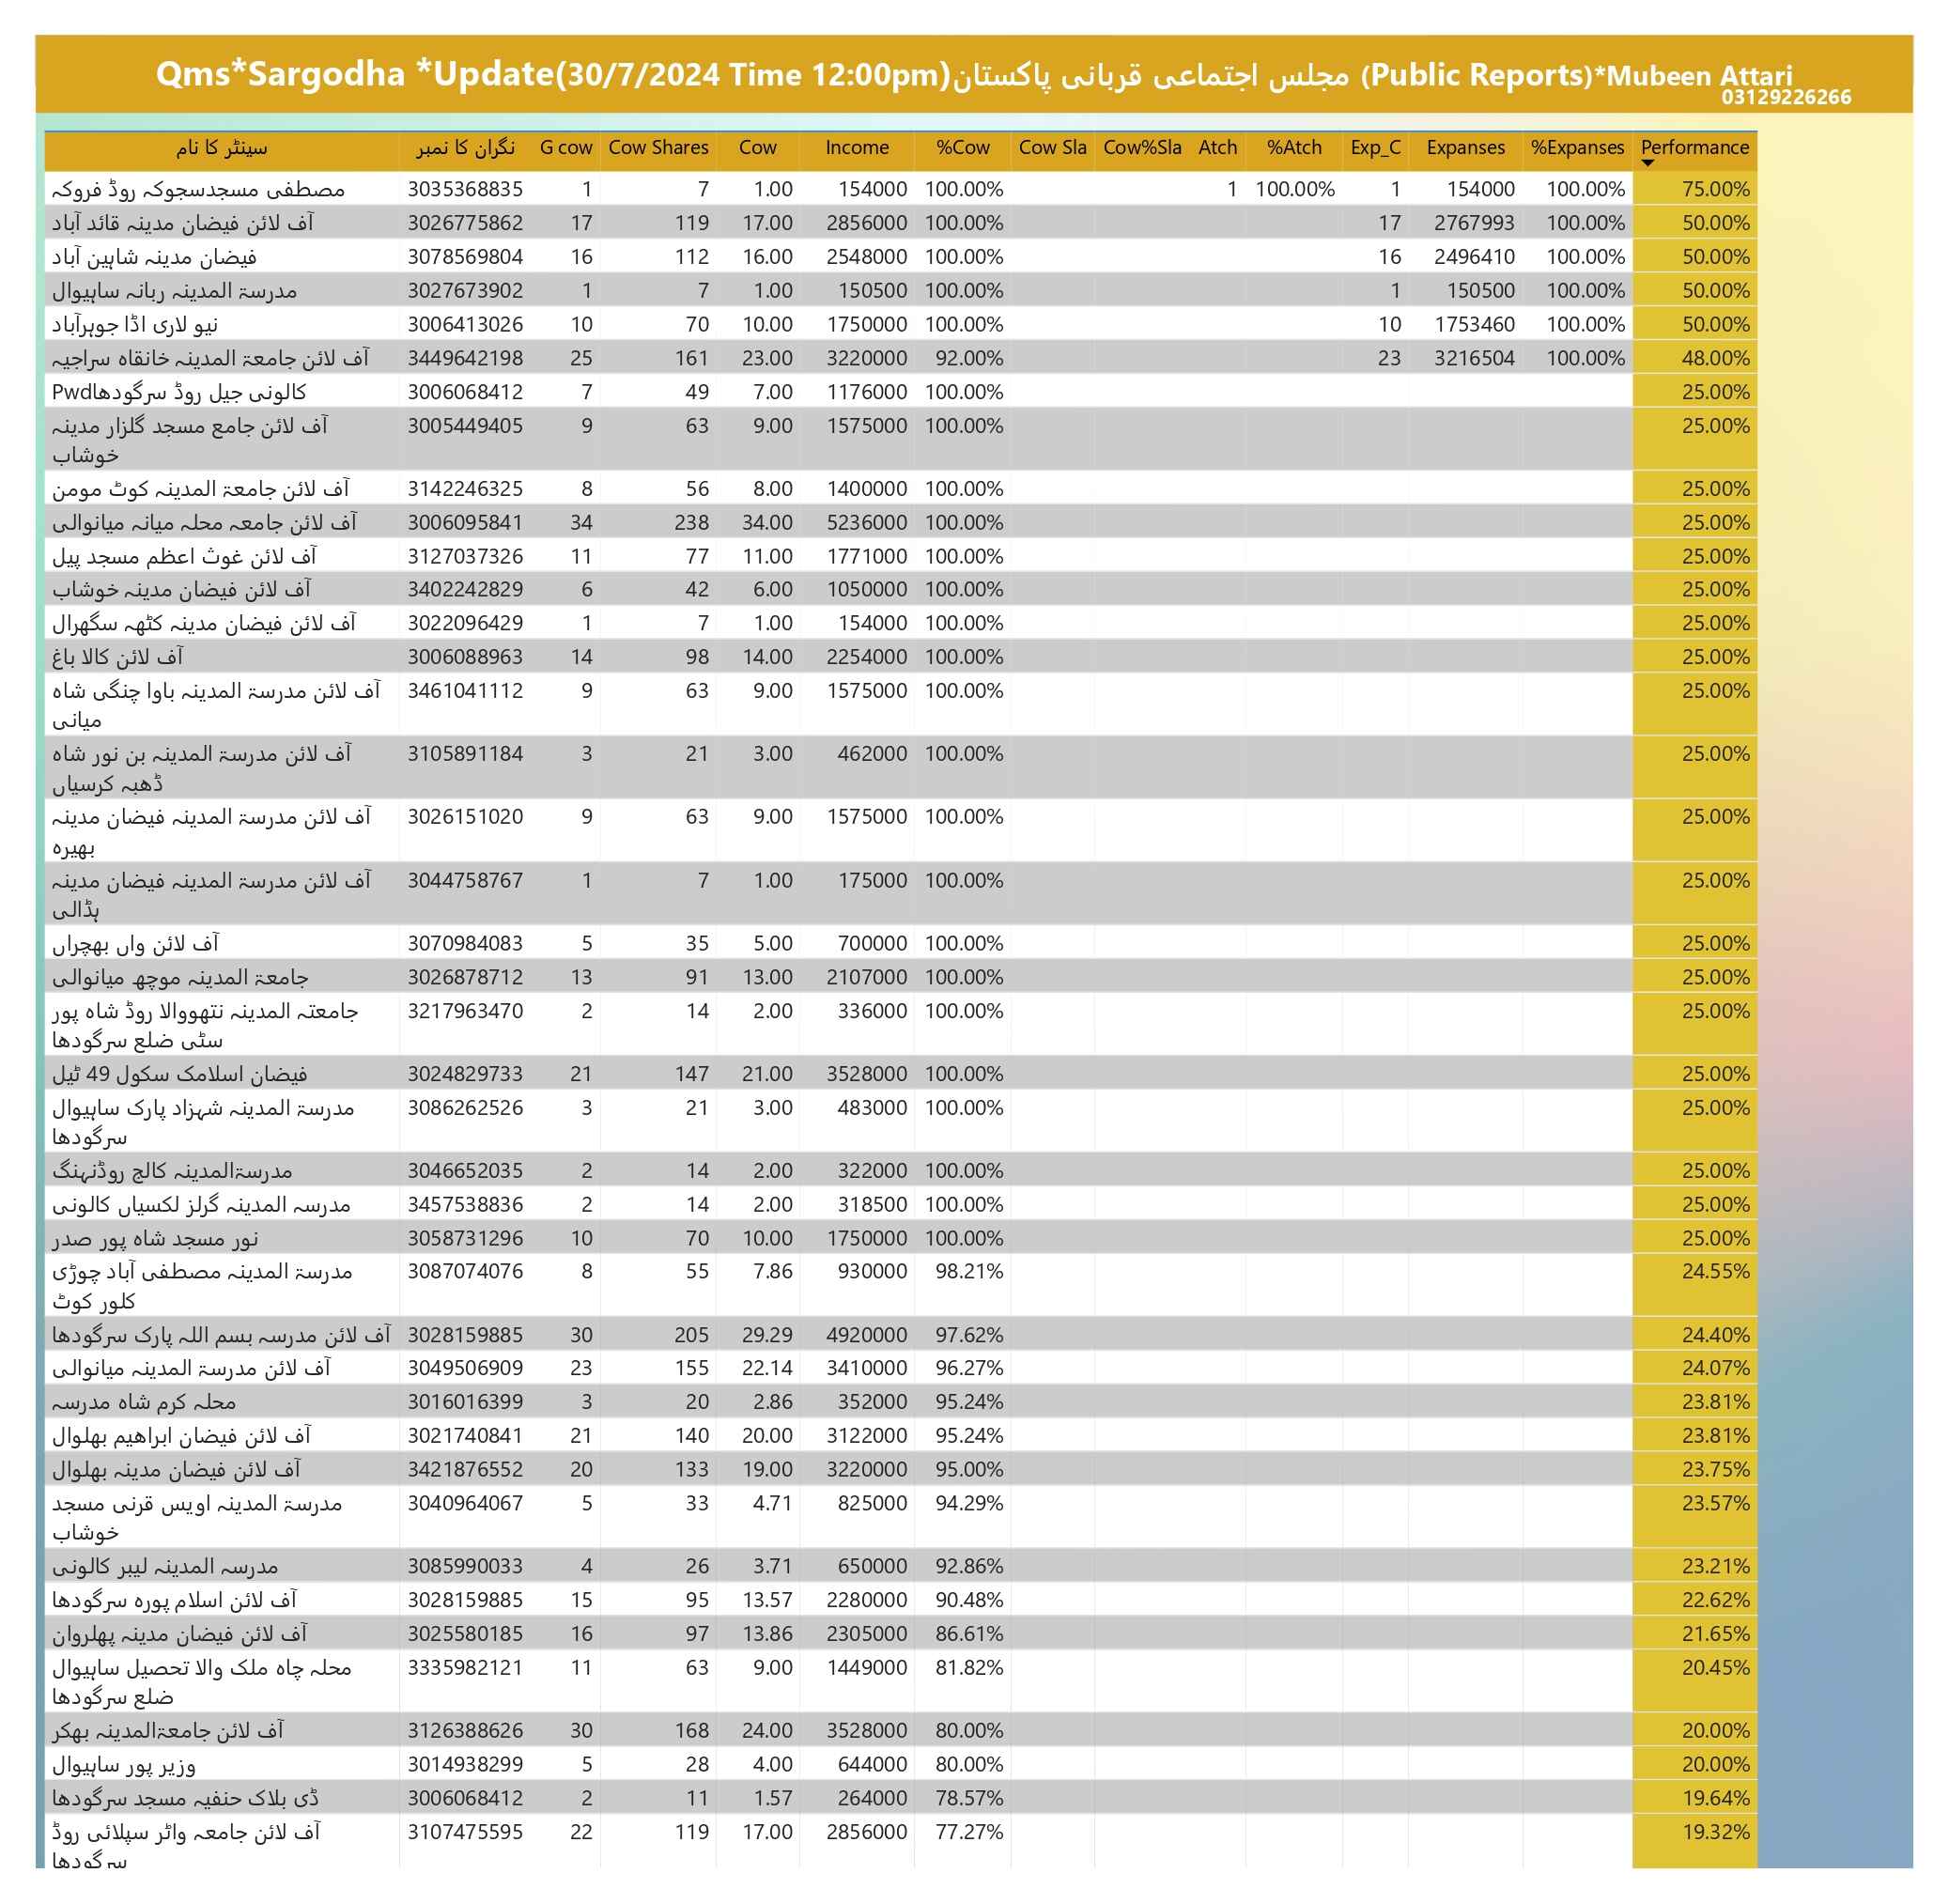 Qms*Sargodha *Update(30/7/2024 Time 12:00pm)مجلس اجتماعی قربانی پاکستان (Public Reports)*Mubeen Attari
03129226266
سینٹر کا نام نگران کا نمبر G cow Cow Shares Cow Income %Cow Cow Sla Cow%Sla Atch %Atch Exp_C Expanses %Expanses Performance
مصطفی مسجدسجوکہ روڈ فروکہ 3035368835 1 7 1.00 154000 100.00% 1 100.00% 1 154000 100.00% 75.00%
آف لائن فیضان مدینہ قائد آباد 3026775862 17 119 17.00 2856000 100.00% 17 2767993 100.00% 50.00%
فیضان مدینہ شاہین آباد 3078569804 16 112 16.00 2548000 100.00% 16 2496410 100.00% 50.00%
مدرسۃ المدینہ ربانہ ساہیوال 3027673902 1 7 1.00 150500 100.00% 1 150500 100.00% 50.00%
نیو لاری اڈا جوہرآباد 3006413026 10 70 10.00 1750000 100.00% 10 1753460 100.00% 50.00%
آف لائن جامعۃ المدینہ خانقاہ سراجیہ 3449642198 25 161 23.00 3220000 92.00% 23 3216504 100.00% 48.00%
Pwdکالونی جیل روڈ سرگودھا 3006068412 7 49 7.00 1176000 100.00% 25.00%
آف لائن جامع مسجد گلزار مدینہ 3005449405 9 63 9.00 1575000 100.00% 25.00%
خوشاب
آف لائن جامعۃ المدینہ کوٹ مومن 3142246325 8 56 8.00 1400000 100.00% 25.00%
آف لائن جامعہ محلہ میانہ میانوالی 3006095841 34 238 34.00 5236000 100.00% 25.00%
آف لائن غوث اعظم مسجد پیل 3127037326 11 77 11.00 1771000 100.00% 25.00%
آف لائن فیضان مدینہ خوشاب 3402242829 6 42 6.00 1050000 100.00% 25.00%
آف لائن فیضان مدینہ کٹھہ سگھرال 3022096429 1 7 1.00 154000 100.00% 25.00%
آف لائن کالا باغ 3006088963 14 98 14.00 2254000 100.00% 25.00%
آف لائن مدرسۃ المدینہ باوا چنگی شاہ 3461041112 9 63 9.00 1575000 100.00% 25.00%
میانی
آف لائن مدرسۃ المدینہ بن نور شاہ 3105891184 3 21 3.00 462000 100.00% 25.00%
ڈھبہ کرسیاں
آف لائن مدرسۃ المدینہ فیضان مدینہ 3026151020 9 63 9.00 1575000 100.00% 25.00%
بھیرہ
آف لائن مدرسۃ المدینہ فیضان مدینہ 3044758767 1 7 1.00 175000 100.00% 25.00%
ہڈالی
آف لائن واں بھچراں 3070984083 5 35 5.00 700000 100.00% 25.00%
جامعۃ المدینہ موچھ میانوالی 3026878712 13 91 13.00 2107000 100.00% 25.00%
جامعتہ المدینہ نتھووالا روڈ شاہ پور 3217963470 2 14 2.00 336000 100.00% 25.00%
سٹی ضلع سرگودھا
فیضان اسلامک سکول 49 ٹیل 3024829733 21 147 21.00 3528000 100.00% 25.00%
مدرسۃ المدینہ شہزاد پارک ساہیوال 3086262526 3 21 3.00 483000 100.00% 25.00%
سرگودھا
مدرسۃالمدینہ کالج روڈنہنگ 3046652035 2 14 2.00 322000 100.00% 25.00%
مدرسہ المدینہ گرلز لکسیاں کالونی 3457538836 2 14 2.00 318500 100.00% 25.00%
نور مسجد شاہ پور صدر 3058731296 10 70 10.00 1750000 100.00% 25.00%
مدرسۃ المدینہ مصطفی آباد چوڑی 3087074076 8 55 7.86 930000 98.21% 24.55%
کلور کوٹ
آف لائن مدرسہ بسم اللہ پارک سرگودھا 3028159885 30 205 29.29 4920000 97.62% 24.40%
آف لائن مدرسۃ المدینہ میانوالی 3049506909 23 155 22.14 3410000 96.27% 24.07%
محلہ کرم شاہ مدرسہ 3016016399 3 20 2.86 352000 95.24% 23.81%
آف لائن فیضان ابراھیم بھلوال 3021740841 21 140 20.00 3122000 95.24% 23.81%
آف لائن فیضان مدینہ بھلوال 3421876552 20 133 19.00 3220000 95.00% 23.75%
مدرسۃ المدینہ اویس قرنی مسجد 3040964067 5 33 4.71 825000 94.29% 23.57%
خوشاب
مدرسہ المدینہ لیبر کالونی 3085990033 4 26 3.71 650000 92.86% 23.21%
آف لائن اسلام پورہ سرگودھا 3028159885 15 95 13.57 2280000 90.48% 22.62%
آف لائن فیضان مدینہ پھلروان 3025580185 16 97 13.86 2305000 86.61% 21.65%
محلہ چاہ ملک والا تحصیل ساہیوال 3335982121 11 63 9.00 1449000 81.82% 20.45%
ضلع سرگودھا
آف لائن جامعۃالمدینہ بھکر 3126388626 30 168 24.00 3528000 80.00% 20.00%
وزیر پور ساہیوال 3014938299 5 28 4.00 644000 80.00% 20.00%
ڈی بلاک حنفیہ مسجد سرگودھا 3006068412 2 11 1.57 264000 78.57% 19.64%
آف لائن جامعہ واٹر سپلائی روڈ 3107475595 22 119 17.00 2856000 77.27% 19.32%
سرگودھا